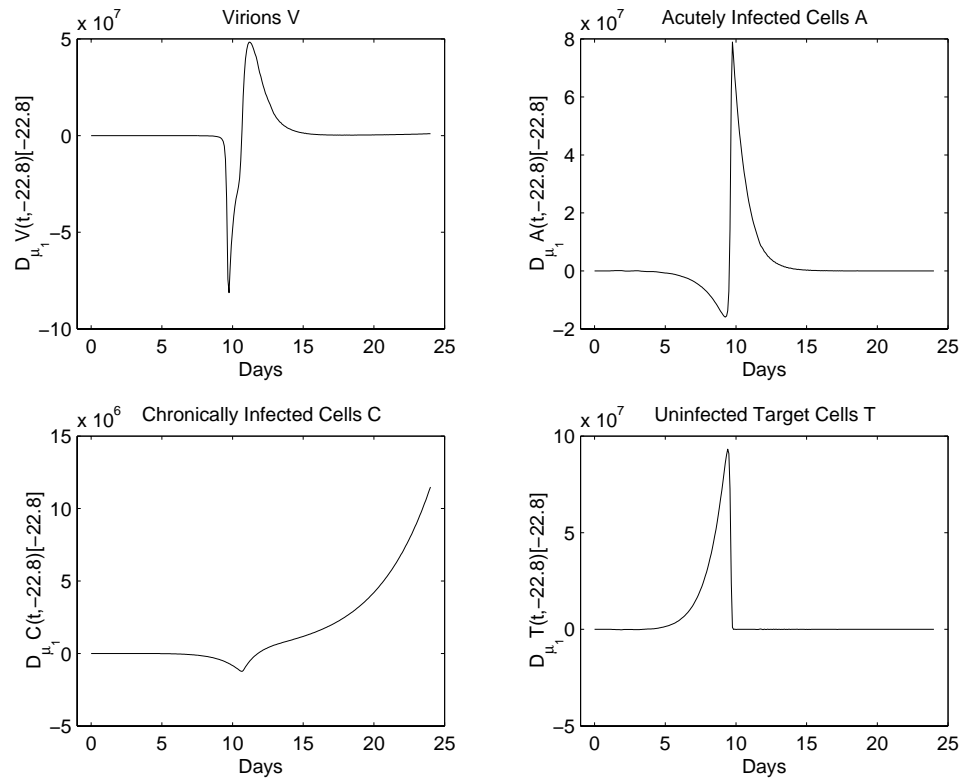 Virions V
x 10^7
5
0
−5
−10
D_μ1 V(t,−22.8)[−22.8]
0 5 10 15 20 25
Days
Acutely Infected Cells A
x 10^7
8
6
4
2
0
−2
D_μ1 A(t,−22.8)[−22.8]
0 5 10 15 20 25
Days
Chronically Infected Cells C
x 10^6
15
10
5
0
−5
D_μ1 C(t,−22.8)[−22.8]
0 5 10 15 20 25
Days
Uninfected Target Cells T
x 10^7
10
5
0
−5
D_μ1 T(t,−22.8)[−22.8]
0 5 10 15 20 25
Days